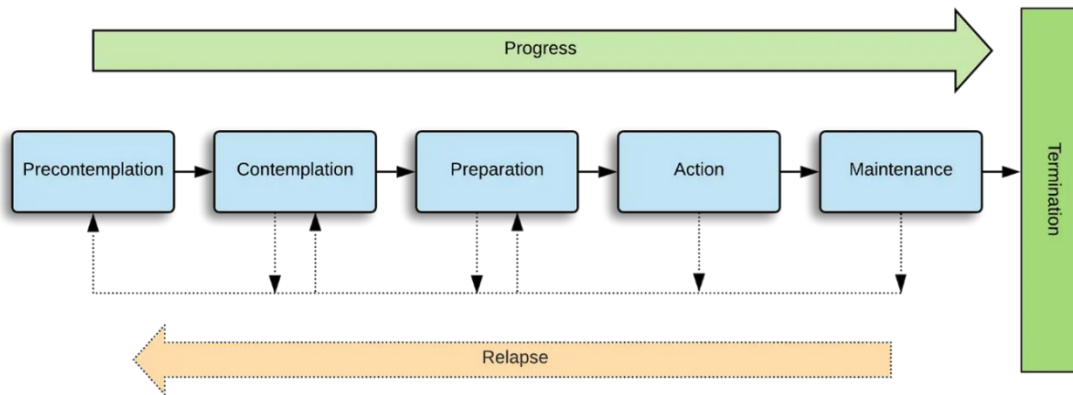 Progress
Precontemplation
Contemplation
Preparation
Action
Maintenance
Termination
Relapse